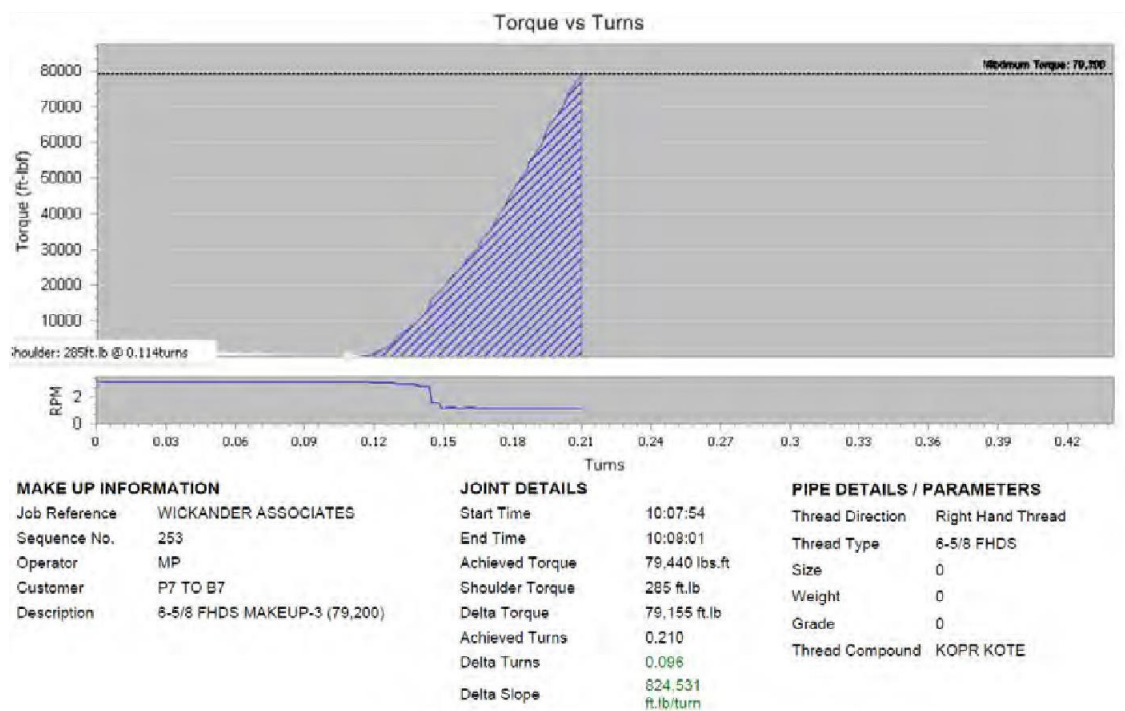 Torque vs Turns
80000
70000
60000
50000
40000
30000
20000
10000
Torque (ft-lbf)
Torque: 79,200
Shoulder: 285ft.lb @ 0.114turns
RPM
2
0
0 0.03 0.06 0.09 0.12 0.15 0.18 0.21 0.24 0.27 0.3 0.33 0.36 0.39 0.42
Turns
MAKE UP INFORMATION
Job Reference WICKANDER ASSOCIATES
Sequence No. 253
Operator MP
Customer P7 TO B7
Description 6-5/8 FHDS MAKEUP-3 (79,200)
JOINT DETAILS
Start Time 10:07:54
End Time 10:08:01
Achieved Torque 79,440 lbs.ft
Shoulder Torque 285 ft.lb
Delta Torque 79,155 ft.lb
Achieved Turns 0.210
Delta Turns 0.096
Delta Slope 824,531
ft.lb/turn
PIPE DETAILS / PARAMETERS
Thread Direction Right Hand Thread
Thread Type 6-5/8 FHDS
Size 0
Weight 0
Grade 0
Thread Compound KOPR KOTE